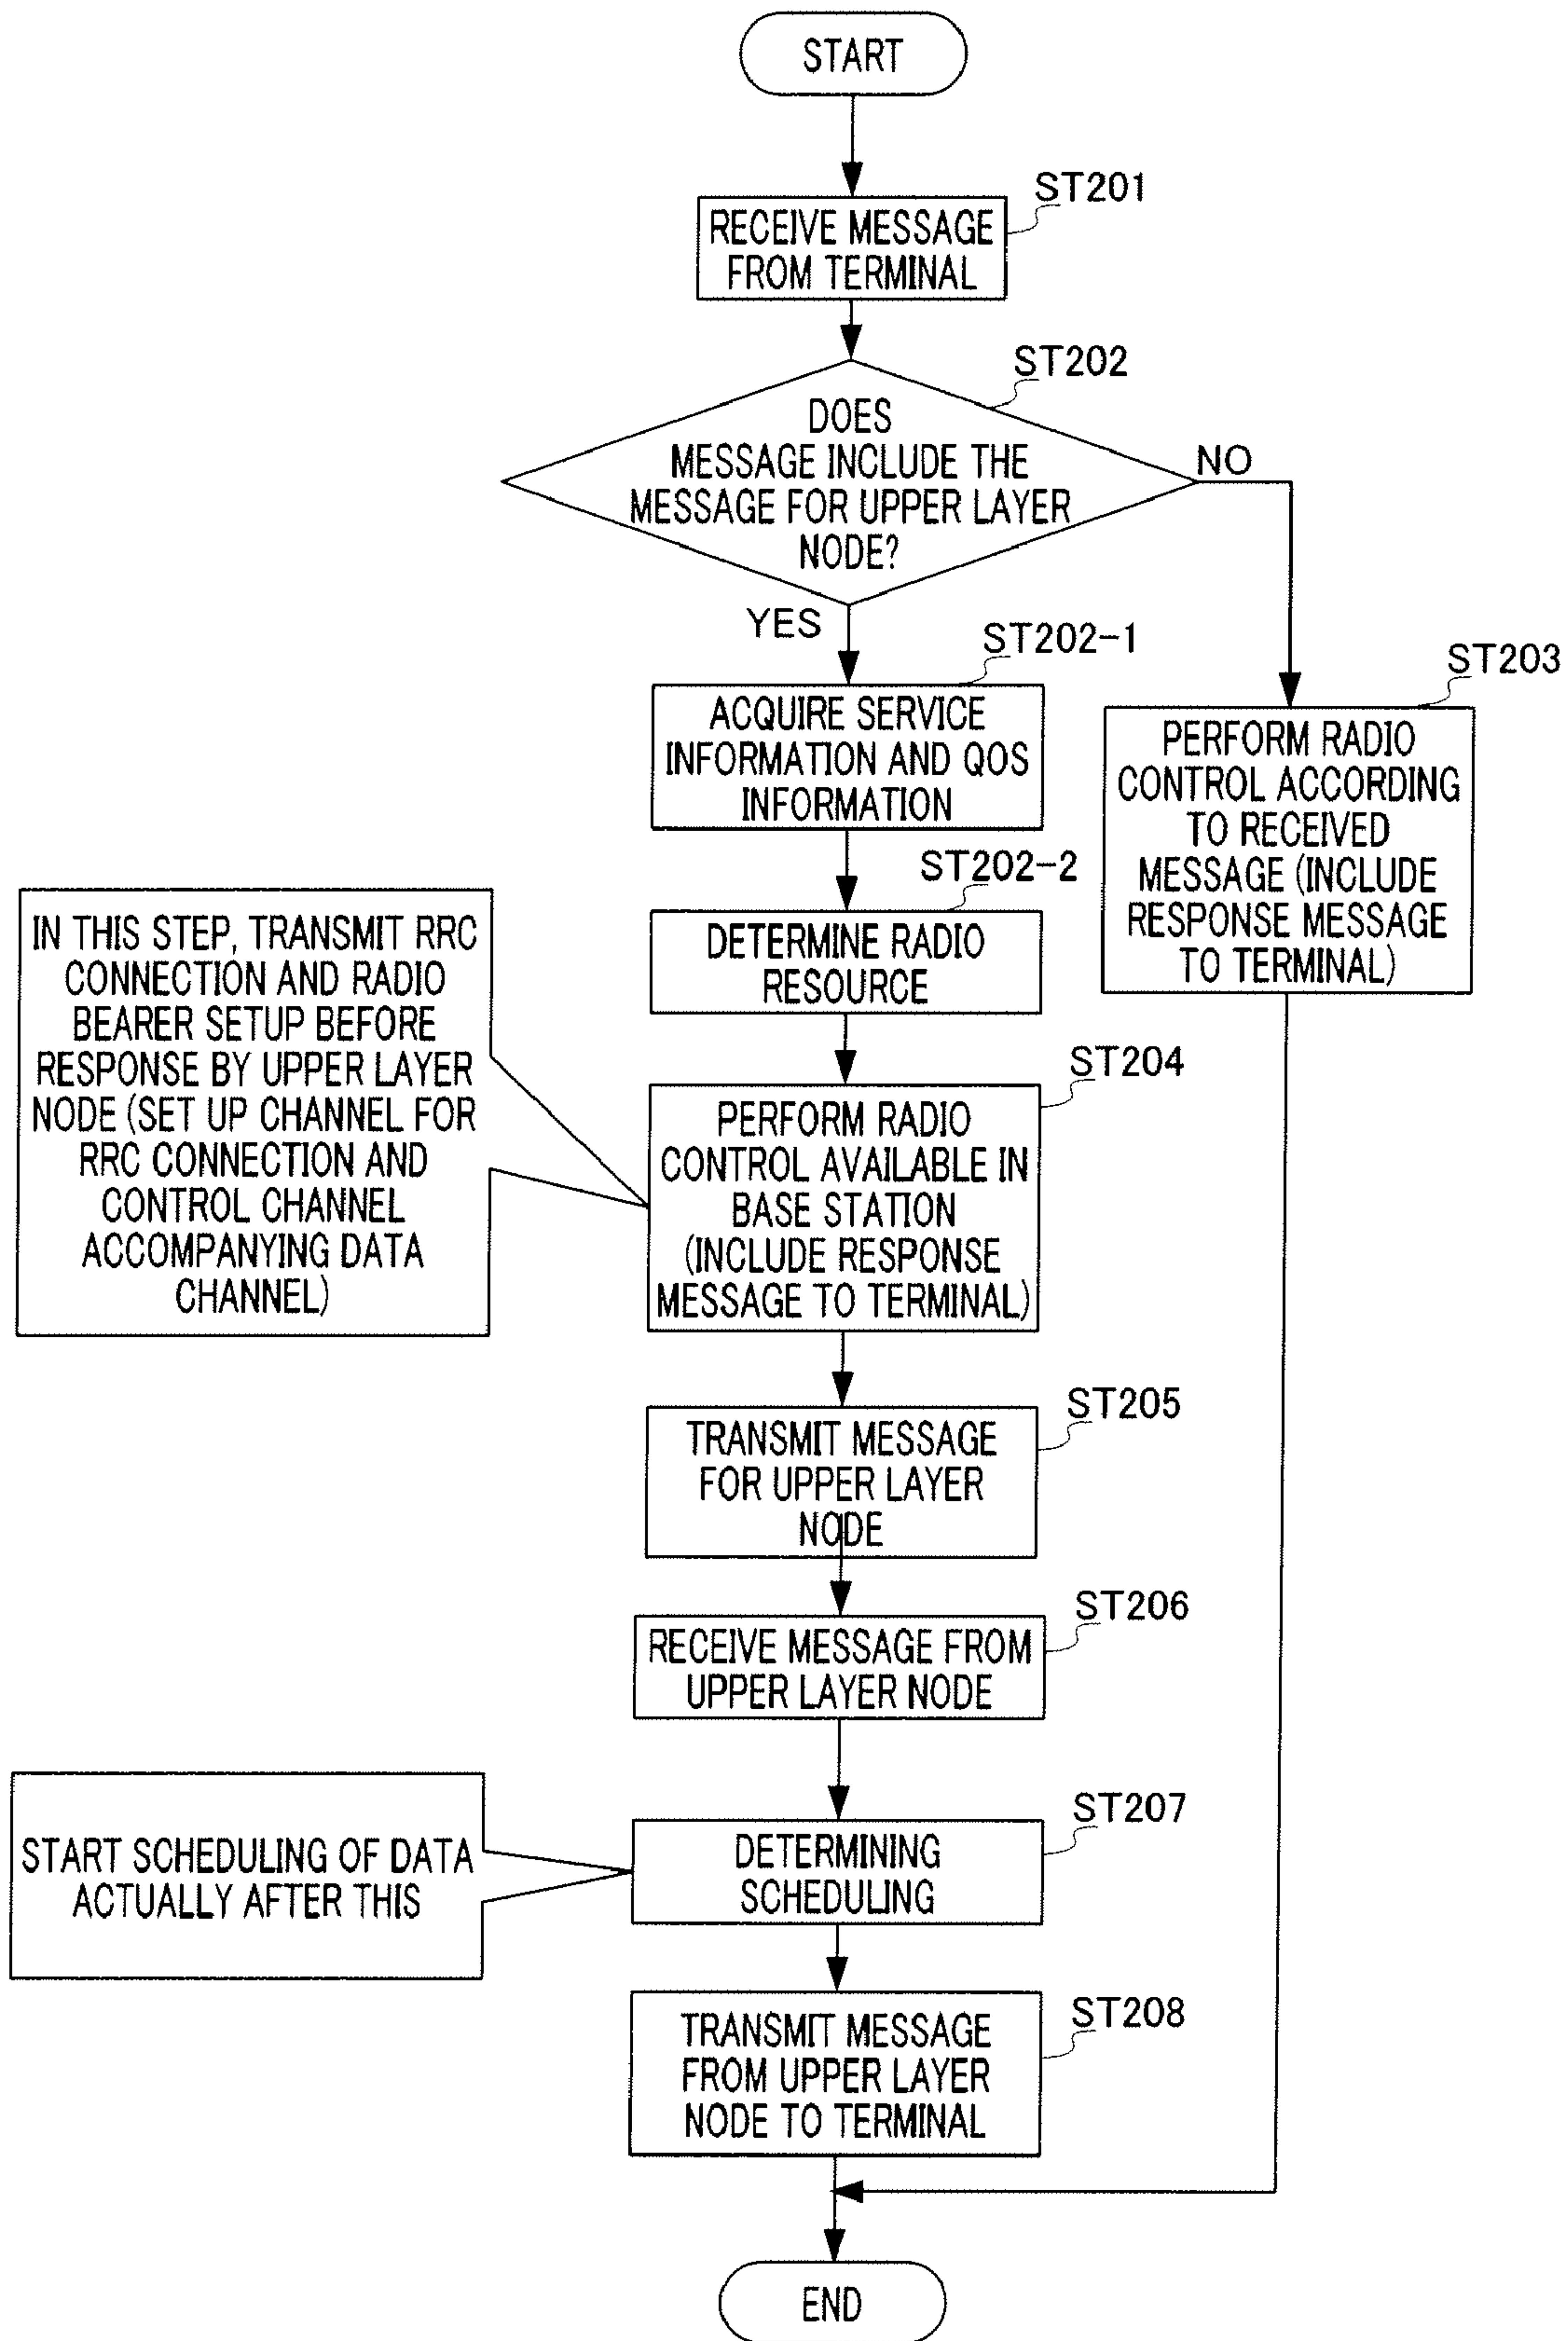 START
ST201
RECEIVE MESSAGE
FROM TERMINAL
ST202
DOES
MESSAGE INCLUDE THE
MESSAGE FOR UPPER LAYER
NODE?
NO
YES
ST202-1
ACQUIRE SERVICE
INFORMATION AND QOS
INFORMATION
ST203
PERFORM RADIO
CONTROL ACCORDING
TO RECEIVED
MESSAGE (INCLUDE
RESPONSE MESSAGE
TO TERMINAL)
ST202-2
DETERMINE RADIO
RESOURCE
IN THIS STEP, TRANSMIT RRC
CONNECTION AND RADIO
BEARER SETUP BEFORE
RESPONSE BY UPPER LAYER
NODE (SET UP CHANNEL FOR
RRC CONNECTION AND
CONTROL CHANNEL
ACCOMPANYING DATA
CHANNEL)
ST204
PERFORM RADIO
CONTROL AVAILABLE IN
BASE STATION
(INCLUDE RESPONSE
MESSAGE TO TERMINAL)
ST205
TRANSMIT MESSAGE
FOR UPPER LAYER
NODE
ST206
RECEIVE MESSAGE FROM
UPPER LAYER NODE
START SCHEDULING OF DATA
ACTUALLY AFTER THIS
ST207
DETERMINING
SCHEDULING
ST208
TRANSMIT MESSAGE
FROM UPPER LAYER
NODE TO TERMINAL
END